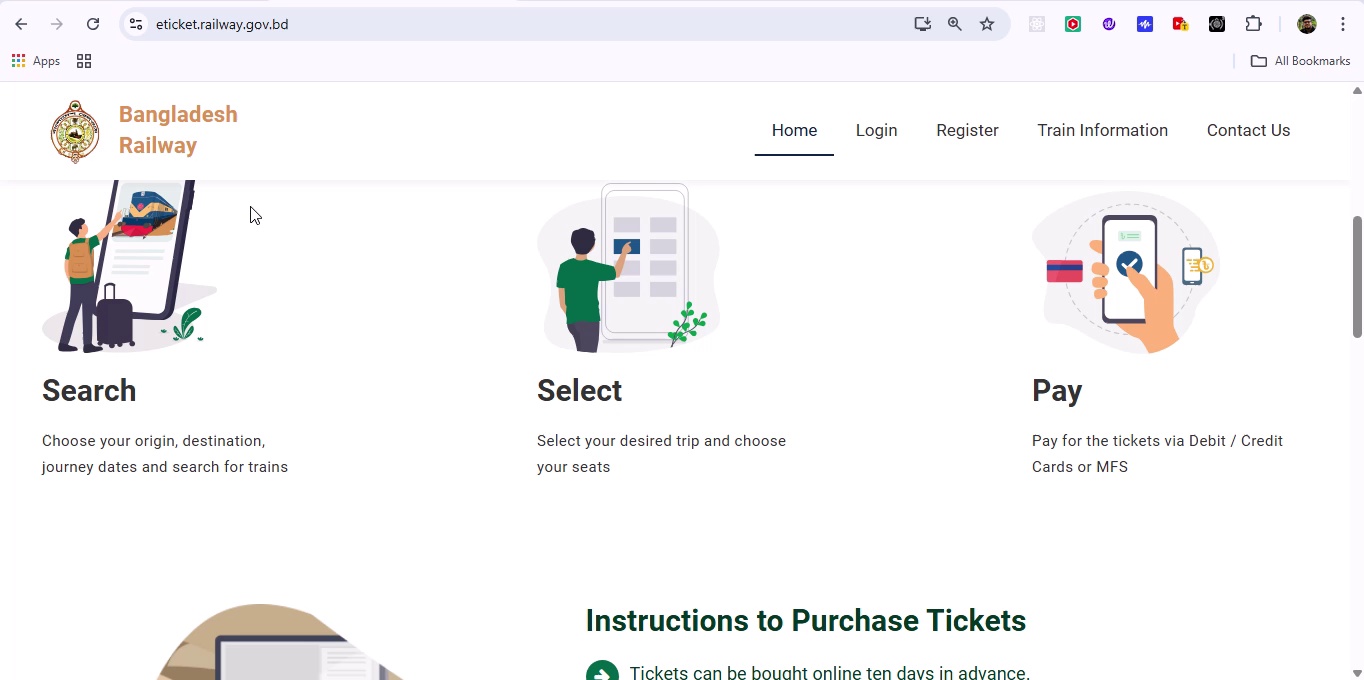 eticket.railway.gov.bd
Apps
All Bookmarks
Bangladesh
Railway
Home
Login
Register
Train Information
Contact Us
Search
Choose your origin, destination,
journey dates and search for trains
Select
Select your desired trip and choose
your seats
Pay
Pay for the tickets via Debit / Credit
Cards or MFS
Instructions to Purchase Tickets
Tickets can be bought online ten days in advance.